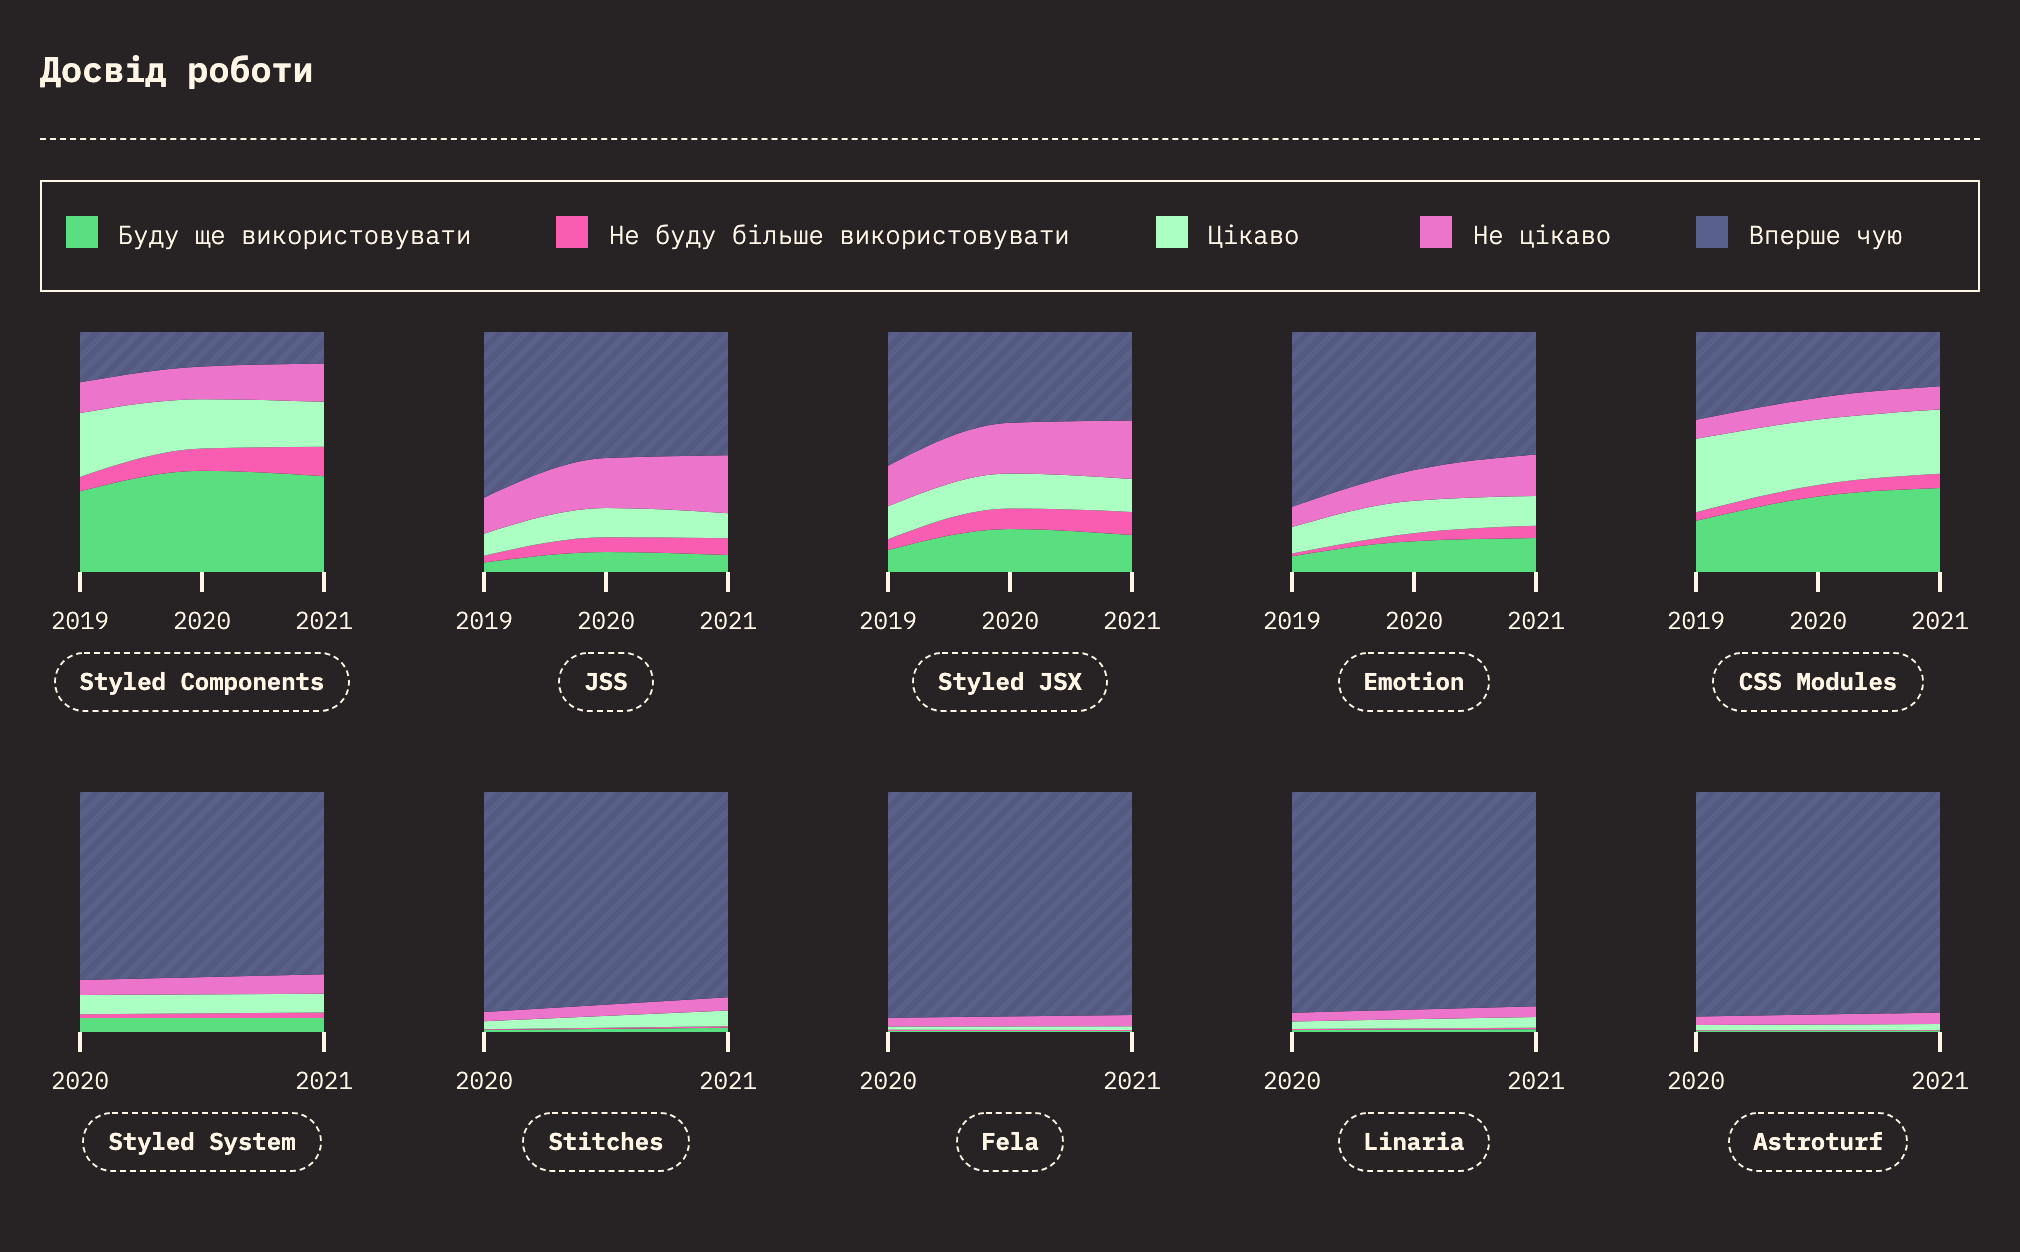 Досвід роботи
Буду ще використовувати Не буду більше використовувати Цікаво Не цікаво Вперше чую
2019 2020 2021 2019 2020 2021 2019 2020 2021 2019 2020 2021 2019 2020 2021
Styled Components JSS Styled JSX Emotion CSS Modules
2020 2021 2020 2021 2020 2021 2020 2021 2020 2021
Styled System Stitches Fela Linaria Astroturf